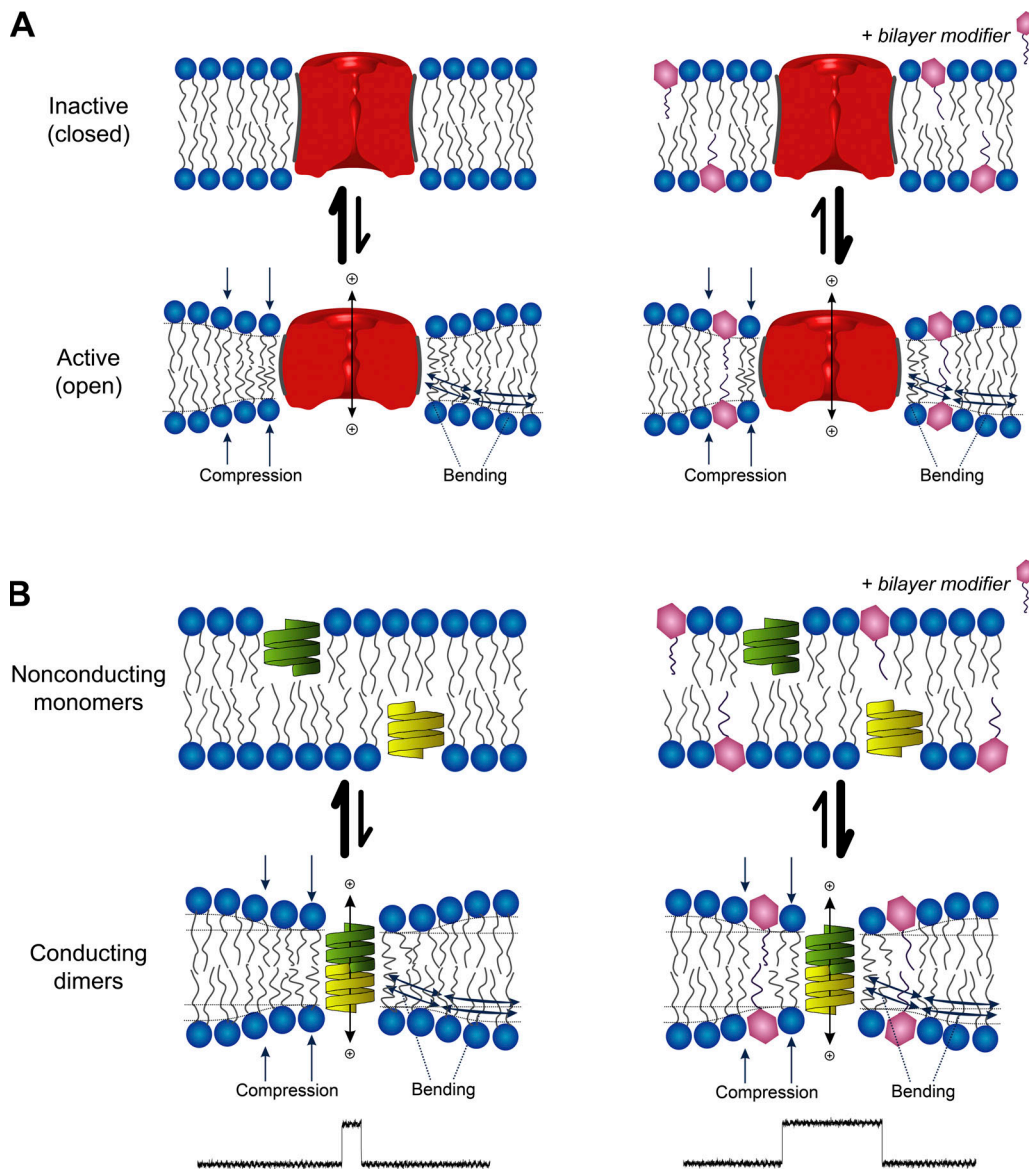 A
+ bilayer modifier
Inactive
(closed)
Active
(open)
Compression
Bending
Compression
Bending
B
+ bilayer modifier
Nonconducting
monomers
Conducting
dimers
Compression
Bending
Compression
Bending